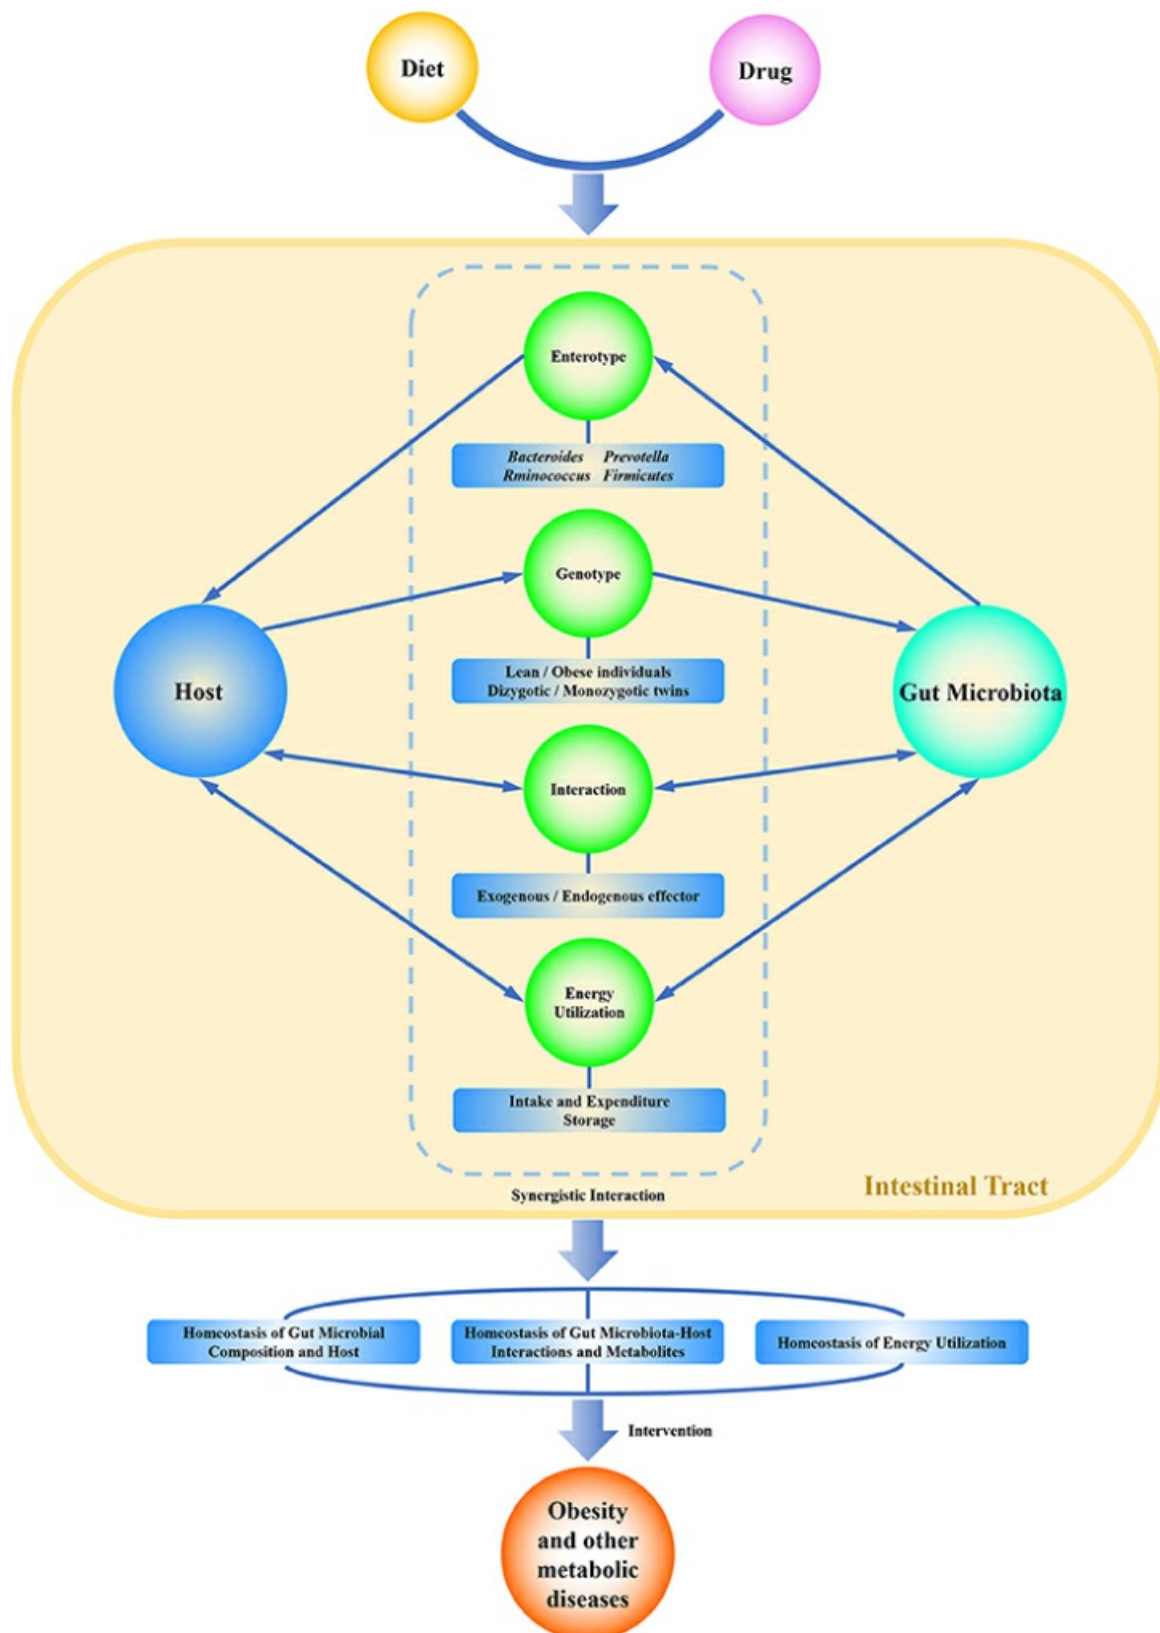 Diet
Drug
Enterotype
Bacteroides Prevotella
Rminococcus Firmicutes
Genotype
Lean / Obese individuals
Dizygotic / Monozygotic twins
Host
Gut Microbiota
Interaction
Exogenous / Endogenous effector
Energy
Utilization
Intake and Expenditure
Storage
Synergistic Interaction
Intestinal Tract
Homeostasis of Gut Microbial
Composition and Host
Homeostasis of Gut Microbiota-Host
Interactions and Metabolites
Homeostasis of Energy Utilization
Intervention
Obesity
and other
metabolic
diseases